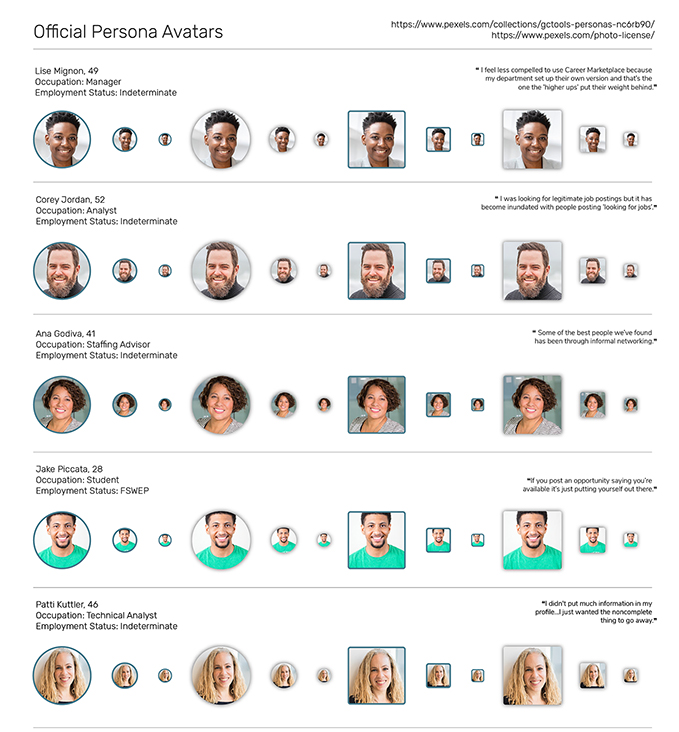 Official Persona Avatars
https://www.pexels.com/collections/gctools-personas-nc6rb90/
https://www.pexels.com/photo-license/
Lise Mignon, 49
Occupation: Manager
Employment Status: Indeterminate
❝ I feel less compelled to use Career Marketplace because
my department set up their own version and that's the
one the 'higher ups' put their weight behind.❞
Corey Jordan, 52
Occupation: Analyst
Employment Status: Indeterminate
❝ I was looking for legitimate job postings but it has
become inundated with people posting 'looking for jobs'.❞
Ana Godiva, 41
Occupation: Staffing Advisor
Employment Status: Indeterminate
❝ Some of the best people we've found
has been through informal networking.❞
Jake Piccata, 28
Occupation: Student
Employment Status: FSWEP
❝If you post an opportunity saying you're
available it's just putting yourself out there.❞
Patti Kuttler, 46
Occupation: Technical Analyst
Employment Status: Indeterminate
❝I didn't put much information in my
profile...I just wanted the noncomplete
thing to go away.❞